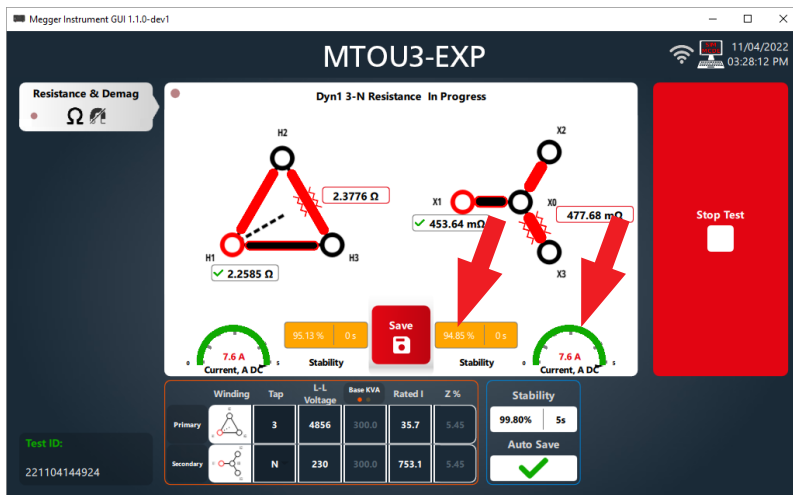 Megger Instrument GUI 1.1.0-dev1
MTOU3-EXP
11/04/2022
03:28:12 PM
Resistance & Demag
Ω
Dyn1 3-N Resistance In Progress
H2
2.3776 Ω
H1
H3
2.2585 Ω
X2
X1
X0
477.68 mΩ
453.64 mΩ
X3
Stop Test
7.6 A
0
5
Current, A DC
95.13 % 0 s
Stability
Save
94.85 % 0 s
Stability
7.6 A
0
5
Current, A DC
Winding Tap L-L Voltage Base KVA Rated I Z %
Primary 3 4856 300.0 35.7 5.45
Secondary N 230 300.0 753.1 5.45
Stability
99.80% 5s
Auto Save
Test ID:
221104144924